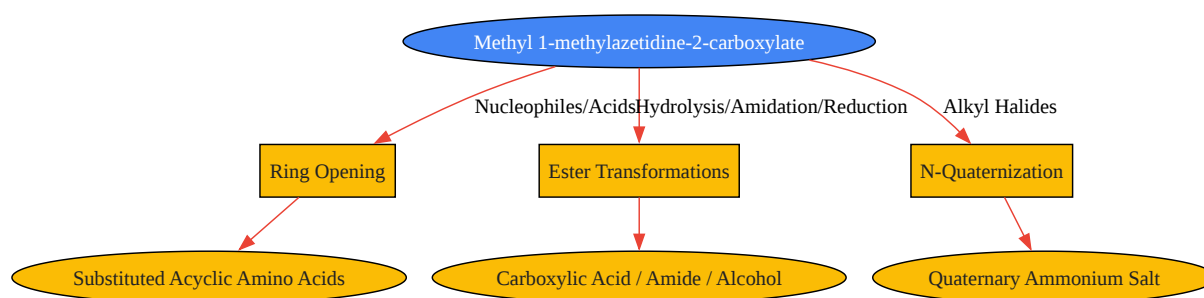 Methyl 1-methylazetidine-2-carboxylate
Nucleophiles/Acids
Hydrolysis/Amidation/Reduction
Alkyl Halides
Ring Opening
Ester Transformations
N-Quaternization
Substituted Acyclic Amino Acids
Carboxylic Acid / Amide / Alcohol
Quaternary Ammonium Salt